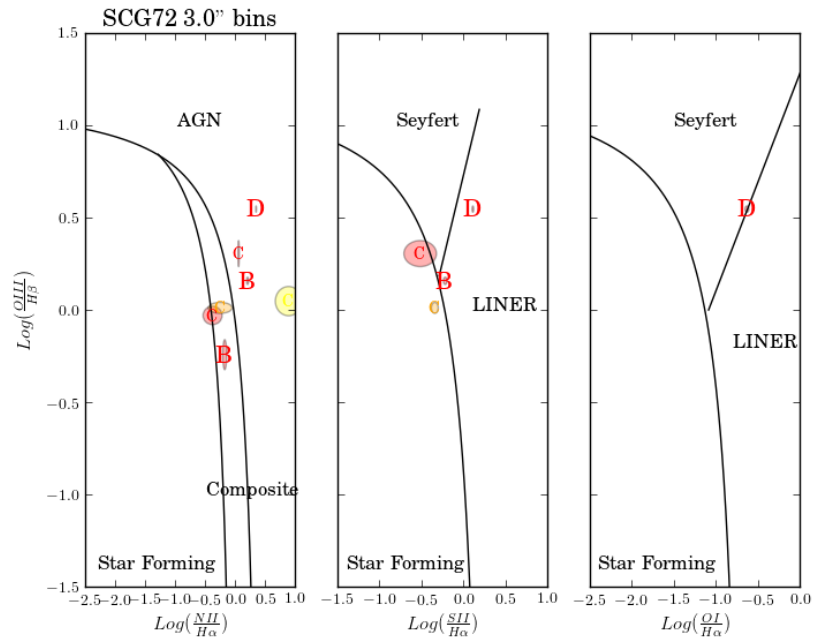 SCG72 3.0" bins
1.5
1.0
0.5
0.0
−0.5
−1.0
−1.5
Log(OIII/Hβ)
AGN
D
C
B
C
C
B
Composite
Star Forming
−2.5 −2.0 −1.5 −1.0 −0.5 0.0 0.5 1.0
Log(NII/Hα)
Seyfert
D
C
B
C
LINER
Star Forming
−1.5 −1.0 −0.5 0.0 0.5 1.0
Log(SII/Hα)
Seyfert
D
LINER
Star Forming
−2.5 −2.0 −1.5 −1.0 −0.5 0.0
Log(OI/Hα)